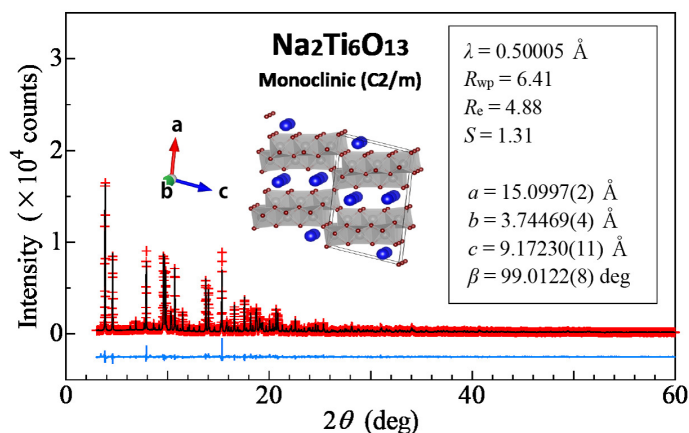 Na2Ti6O13
Monoclinic (C2/m)
λ = 0.50005 Å
Rwp = 6.41
Re = 4.88
S = 1.31
a = 15.0997(2) Å
b = 3.74469(4) Å
c = 9.17230(11) Å
β = 99.0122(8) deg
a
b
c
Intensity (×10^4 counts)
3
2
1
0
0 20 40 60
2θ (deg)